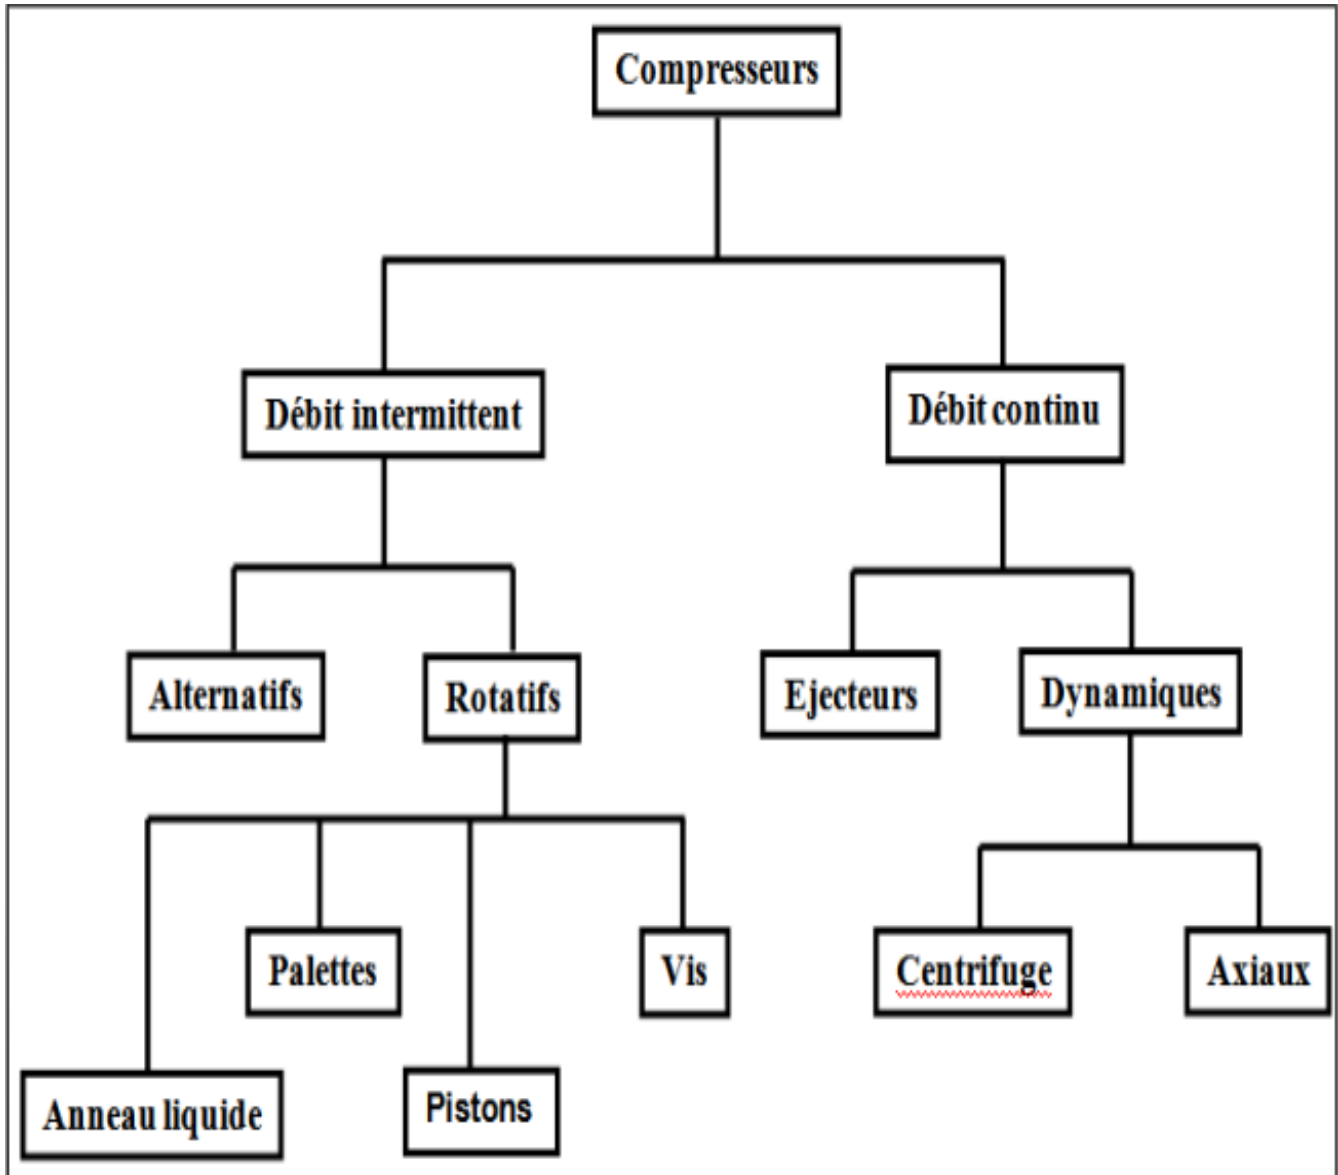 Compresseurs
Débit intermittent
Débit continu
Alternatifs
Rotatifs
Ejecteurs
Dynamiques
Palettes
Vis
Centrifuge
Axiaux
Anneau liquide
Pistons